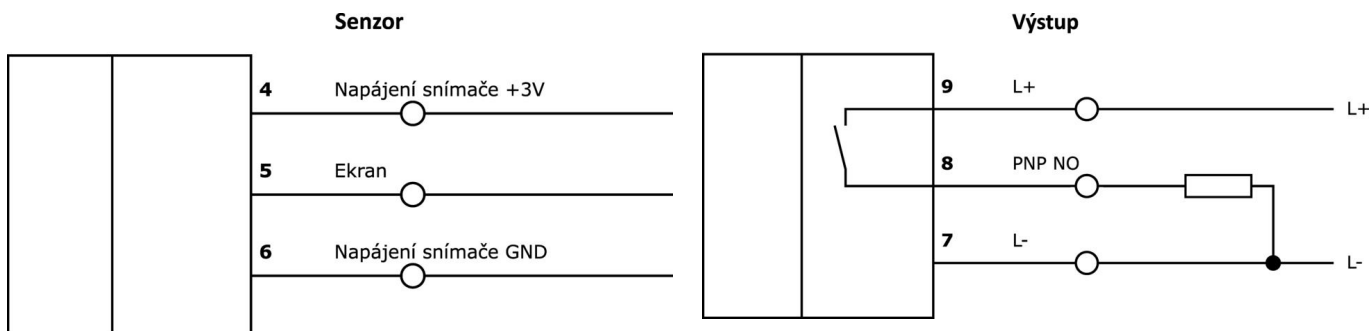 Senzor
4 Napájení snímače +3V
5 Ekran
6 Napájení snímače GND
Výstup
9 L+ L+
8 PNP NO
7 L- L-